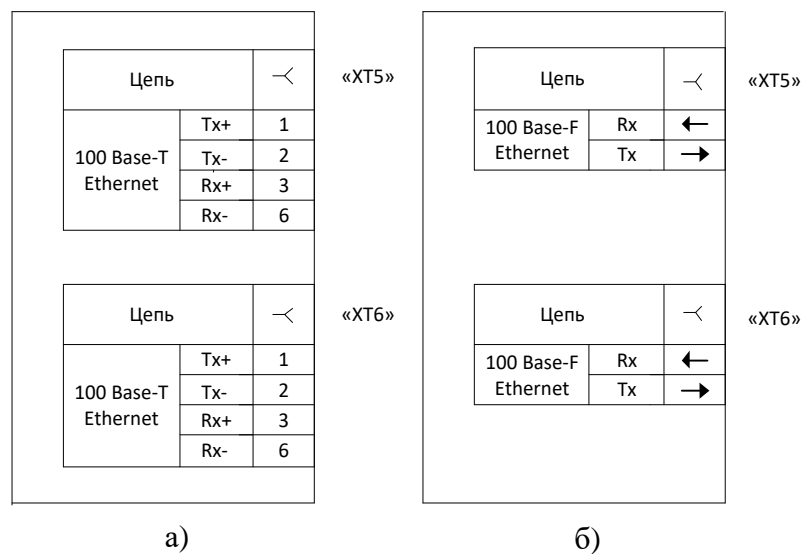 Цепь
«XT5»
100 Base-T
Ethernet
Tx+
1
Tx-
2
Rx+
3
Rx-
6
Цепь
«XT6»
100 Base-T
Ethernet
Tx+
1
Tx-
2
Rx+
3
Rx-
6
а)
Цепь
«XT5»
100 Base-F
Ethernet
Rx
Tx
Цепь
«XT6»
100 Base-F
Ethernet
Rx
Tx
б)